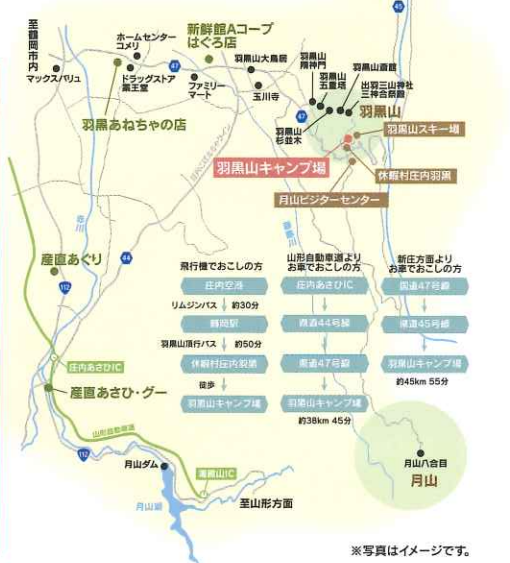 至鶴岡市内
マックスバリュ
ホームセンター
コメリ
ドラッグストア
薬王堂
47
新鮮館Aコープ
はぐろ店
ファミリー
マート
羽黒山大鳥居
玉川寺
47
羽黒山
随神門
羽黒山
五重塔
羽黒山斎館
出羽三山神社
三神合祭殿
羽黒山
羽黒山
杉並木
45
羽黒山スキー場
休暇村庄内羽黒
羽黒山キャンプ場
月山ビジターセンター
羽黒あねちゃの店
赤川
産直あぐり
112
44
庄内あさひIC
産直あさひ・グー
山形自動車道
112
月山ダム
月山湖
湯殿山IC
至山形方面
飛行機でおこしの方
庄内空港
リムジンバス 約30分
鶴岡駅
羽黒山頂行バス 約50分
休暇村庄内羽黒
徒歩
羽黒山キャンプ場
山形自動車道より
お車でおこしの方
庄内あさひIC
県道44号線
県道47号線
羽黒山キャンプ場
約38km 45分
新庄方面より
お車でおこしの方
国道47号線
県道45号線
羽黒山キャンプ場
約45km 55分
月山八合目
月山
※写真はイメージです。